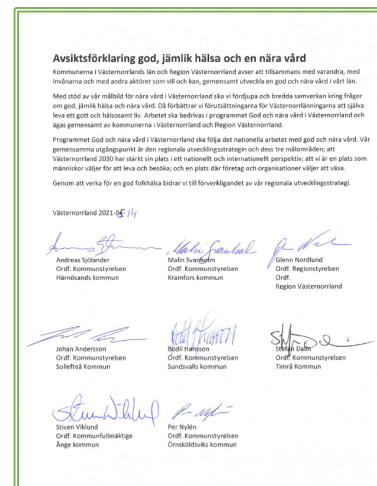 Avsiktsförklaring god, jämlik hälsa och en nära vård
Kommunerna i Västernorrlands län och Region Västernorrland avser att tillsammans med varandra, med
invånarna och med andra aktörer som vill och kan, gemensamt utveckla en god och nära vård i vårt län.
Med stöd av vår målbild för nära vård i Västernorrland ska vi fördjupa och bredda samverkan kring frågor
om god, jämlik hälsa och nära vård. Då förbättrar vi förutsättningarna för Västernorrlänningarna att själva
leva ett gott och hälsosamt liv. Arbetet ska bedrivas i programmet God och nära vård i Västernorrland och
ägas gemensamt av kommunerna i Västernorrland och Region Västernorrland.
Programmet God och nära vård i Västernorrland ska följa det nationella arbetet med god och nära vård. Vår
gemensamma utgångspunkt är den regionala utvecklingsstrategin och dess tre målområden; att
Västernorrland 2030 har stärkt sin plats i ett nationellt och internationellt perspektiv; att vi är en plats som
människor väljer för att leva och besöka; och en plats där företag och organisationer väljer att växa.
Genom att verka för en god folkhälsa bidrar vi till förverkligandet av vår regionala utvecklingsstrategi.
Västernorrland 2021-
Andreas Sjölander
Ordf. Kommunstyrelsen
Härnösands kommun
Malin Svanholm
Ordf. Kommunstyrelsen
Kramfors kommun
Glenn Nordlund
Ordf. Regionstyrelsen
Ordf.
Region Västernorrland
Johan Andersson
Ordf. Kommunstyrelsen
Sollefteå Kommun
Bodil Hansson
Ordf. Kommunstyrelsen
Sundsvalls kommun
Stefan Dalin
Ordf. Kommunstyrelsen
Timrå Kommun
Stiven Wiklund
Stiven Viklund
Ordf. Kommunfullmäktige
Ånge kommun
Per Nylén
Per Nylén
Ordf. Kommunstyrelsen
Örnsköldsviks kommun